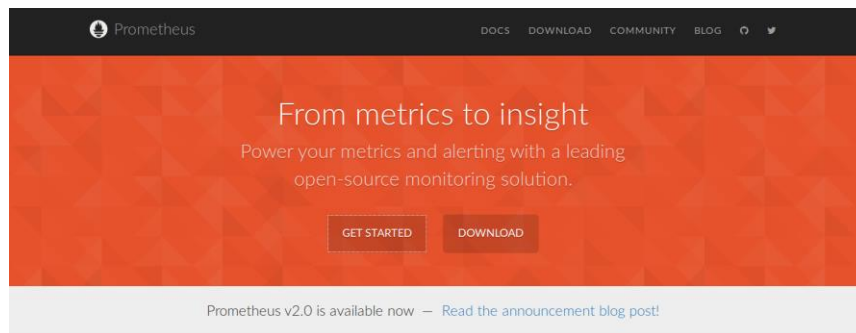 Prometheus
DOCS DOWNLOAD COMMUNITY BLOG
From metrics to insight
Power your metrics and alerting with a leading
open-source monitoring solution.
GET STARTED DOWNLOAD
Prometheus v2.0 is available now — Read the announcement blog post!